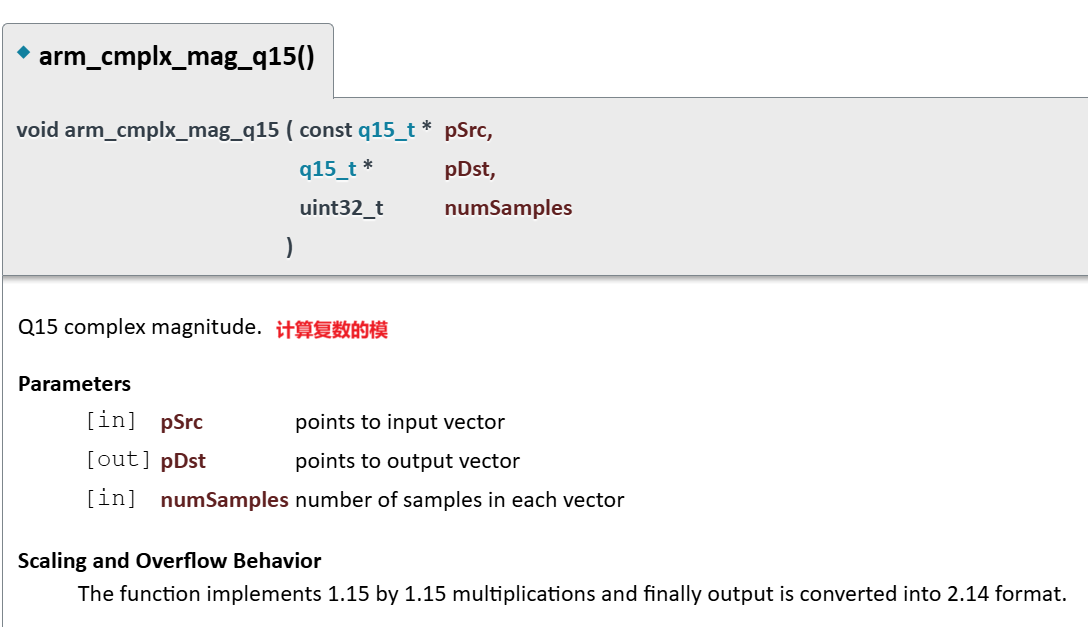 arm_cmplx_mag_q15()
void arm_cmplx_mag_q15 ( const q15_t * pSrc,
q15_t * pDst,
uint32_t numSamples
)
Q15 complex magnitude. 计算复数的模
Parameters
[in] pSrc points to input vector
[out] pDst points to output vector
[in] numSamples number of samples in each vector
Scaling and Overflow Behavior
The function implements 1.15 by 1.15 multiplications and finally output is converted into 2.14 format.